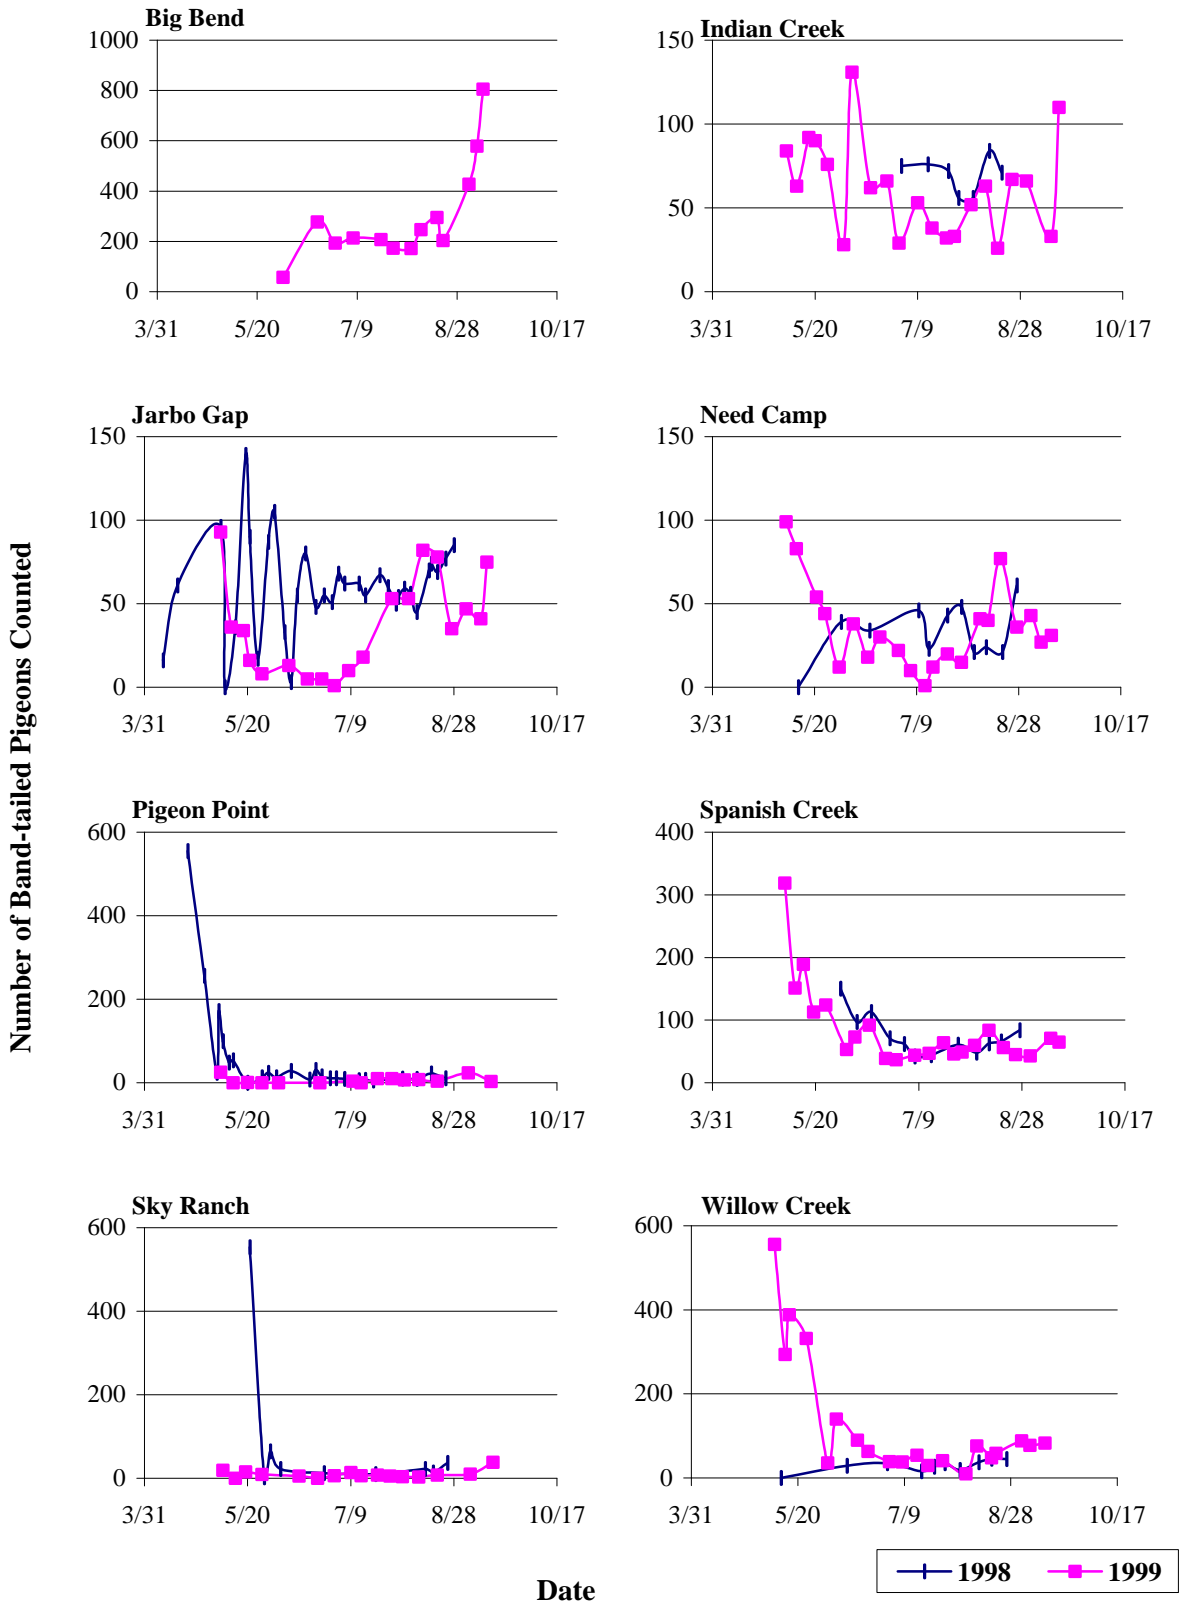 Big Bend
1000
800
600
400
200
0
3/31 5/20 7/9 8/28 10/17
Indian Creek
150
100
50
0
3/31 5/20 7/9 8/28 10/17
Jarbo Gap
150
100
50
0
3/31 5/20 7/9 8/28 10/17
Need Camp
150
100
50
0
3/31 5/20 7/9 8/28 10/17
Number of Band-tailed Pigeons Counted
Pigeon Point
600
400
200
0
3/31 5/20 7/9 8/28 10/17
Spanish Creek
400
300
200
100
0
3/31 5/20 7/9 8/28 10/17
Sky Ranch
600
400
200
0
3/31 5/20 7/9 8/28 10/17
Willow Creek
600
400
200
0
3/31 5/20 7/9 8/28 10/17
Date
1998 1999